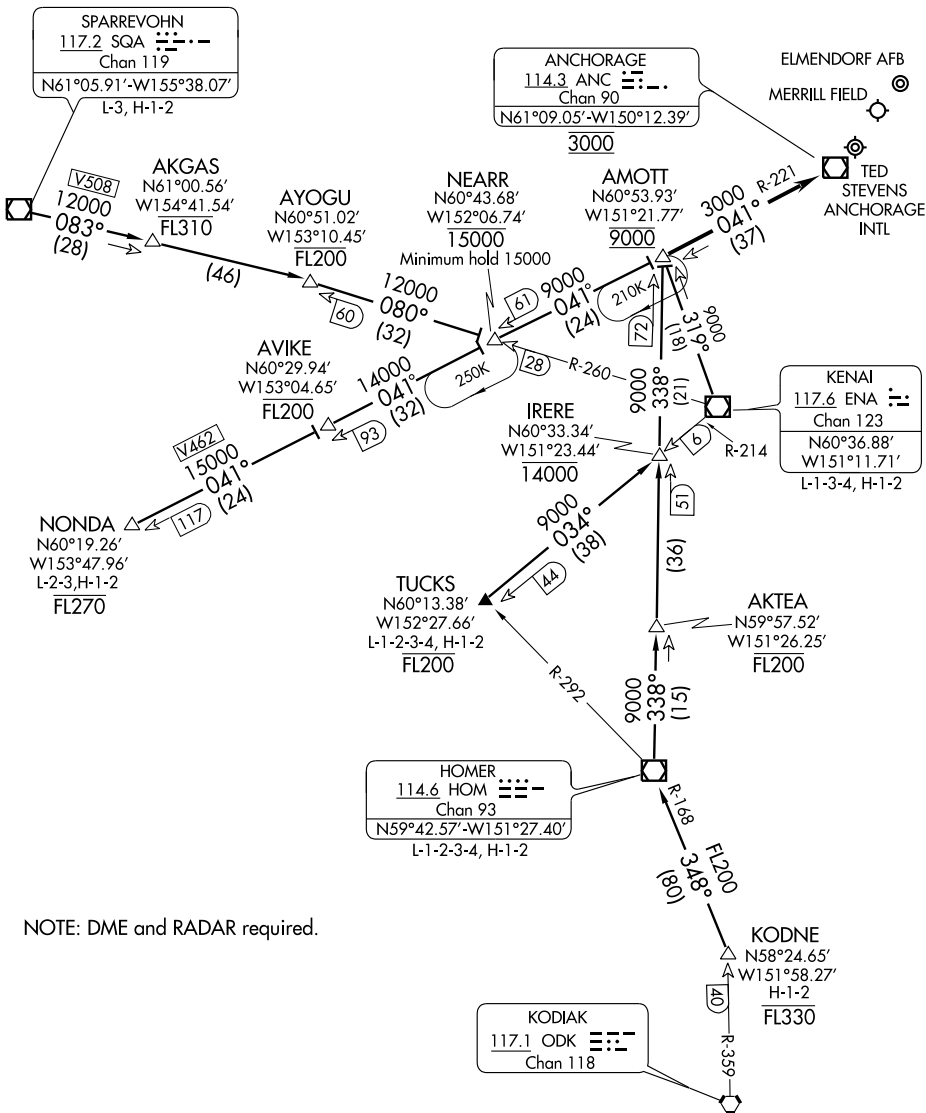 SPARREVOHN
117.2 SQA
Chan 119
N61°05.91’-W155°38.07’
L-3, H-1-2
ANCHORAGE
114.3 ANC
Chan 90
N61°09.05’-W150°12.39’
3000
ELMENDORF AFB
MERRILL FIELD
TED
STEVENS
ANCHORAGE
INTL
V508
12000
083°
(28)
AKGAS
N61°00.56’
W154°41.54’
FL310
(46)
AYOGU
N60°51.02’
W153°10.45’
FL200
60
12000
080°
(32)
NEARR
N60°43.68’
W152°06.74’
15000
Minimum hold 15000
61
9000
041°
(24)
AMOTT
N60°53.93’
W151°21.77’
9000
210K
3000
R-221
041°
(37)
72
9000
319°
(18)
AVIKE
N60°29.94’
W153°04.65’
FL200
93
14000
041°
(32)
250K
28
R-260
9000
338°
(21)
KENAI
117.6 ENA
Chan 123
N60°36.88’
W151°11.71’
L-1-3-4, H-1-2
IRERE
N60°33.34’
W151°23.44’
14000
6
R-214
51
V462
15000
041°
(24)
117
NONDA
N60°19.26’
W153°47.96’
L-2-3,H-1-2
FL270
9000
034°
(38)
44
TUCKS
N60°13.38’
W152°27.66’
L-1-2-3-4, H-1-2
FL200
(36)
AKTEA
N59°57.52’
W151°26.25’
FL200
R-292
9000
338°
(15)
HOMER
114.6 HOM
Chan 93
N59°42.57’-W151°27.40’
L-1-2-3-4, H-1-2
R-168
FL200
348°
(80)
NOTE: DME and RADAR required.
KODNE
N58°24.65’
W151°58.27’
H-1-2
FL330
40
R-359
KODIAK
117.1 ODK
Chan 118